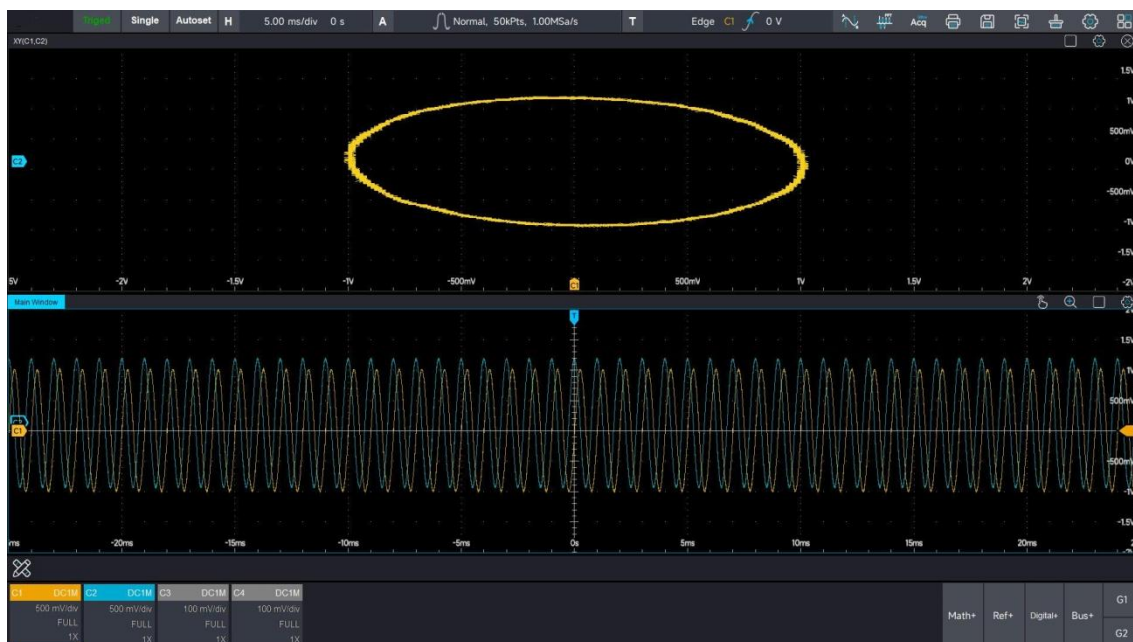 Triged Single Autoset H 5.00 ms/div 0 s A Normal, 50kPts, 1.00MSa/s T Edge C1 0 V Acq
XY(C1,C2)
1.5V
1V
500mV
C2 0V
-500mV
-1V
-1.5V
5V -2V -1.5V -1V -500mV C1 500mV 1V 1.5V 2V -2V
Main Window
T
1.5V
1V
500mV
C1
-500mV
-1V
-1.5V
ms -20ms -15ms -10ms -5ms 0s 5ms 10ms 15ms 20ms
C1 DC1M C2 DC1M C3 DC1M C4 DC1M
500 mV/div 500 mV/div 100 mV/div 100 mV/div
FULL FULL FULL FULL
1X 1X 1X 1X
Math+ Ref+ Digital+ Bus+ G1
G2